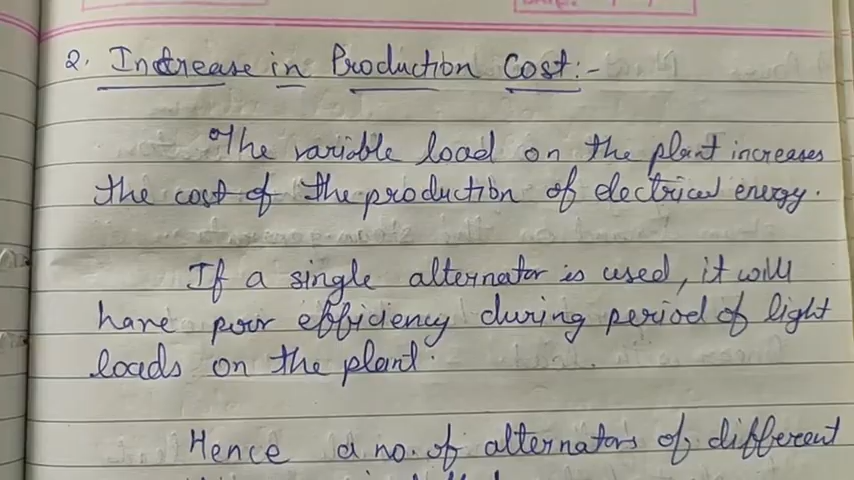 2. Increase in Production Cost:-
The variable load on the plant increases
the cost of the production of electrical energy.
If a single alternator is used, it will
have poor efficiency during period of light
loads on the plant.
Hence a no. of alternators of different